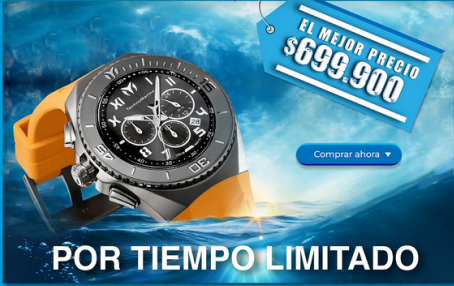 EL MEJOR PRECIO
$699.900
Comprar ahora
POR TIEMPO LIMITADO